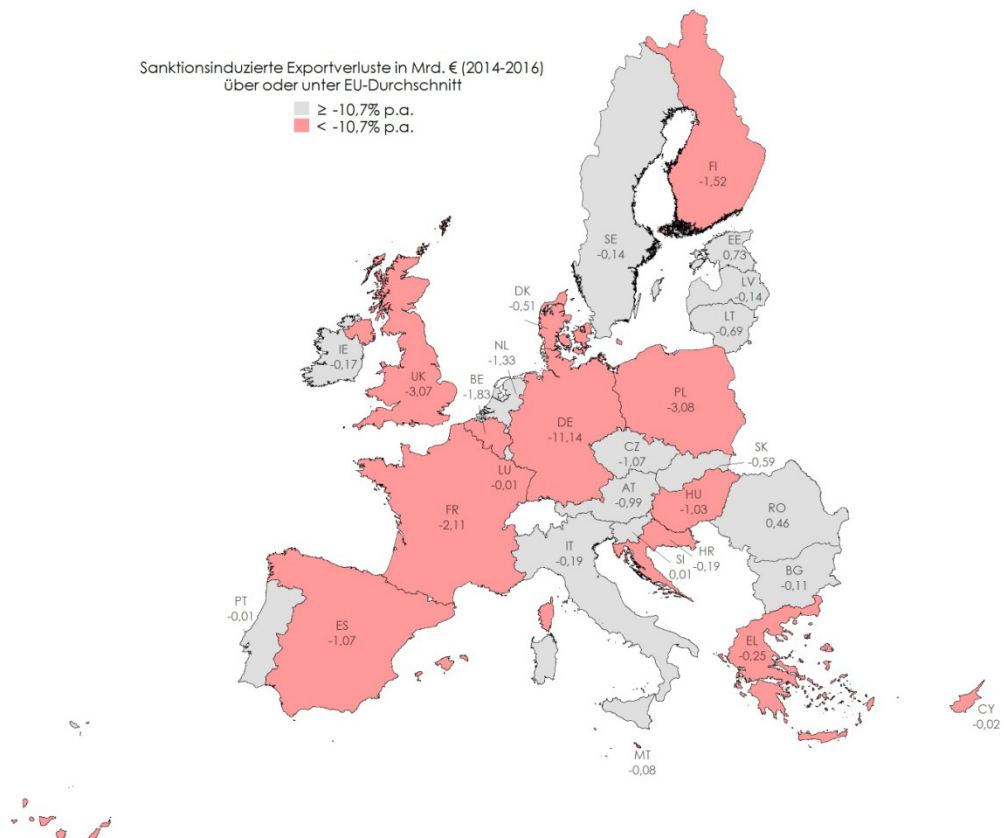 Sanktionsinduzierte Exportverluste in Mrd. € (2014-2016)
über oder unter EU-Durchschnitt
≥ -10,7% p.a.
< -10,7% p.a.
FI
-1,52
SE
-0,14
EE
0,73
LV
-0,14
LT
-0,69
DK
-0,51
IE
-0,17
UK
-3,07
NL
-1,33
BE
-1,83
PL
-3,08
DE
-11,14
CZ
-1,07
SK
-0,59
LU
-0,01
AT
-0,99
HU
-1,03
FR
-2,11
RO
0,46
IT
-0,19
SI
0,01
HR
-0,19
BG
-0,11
PT
-0,01
ES
-1,07
EL
-0,25
CY
-0,02
MT
-0,08